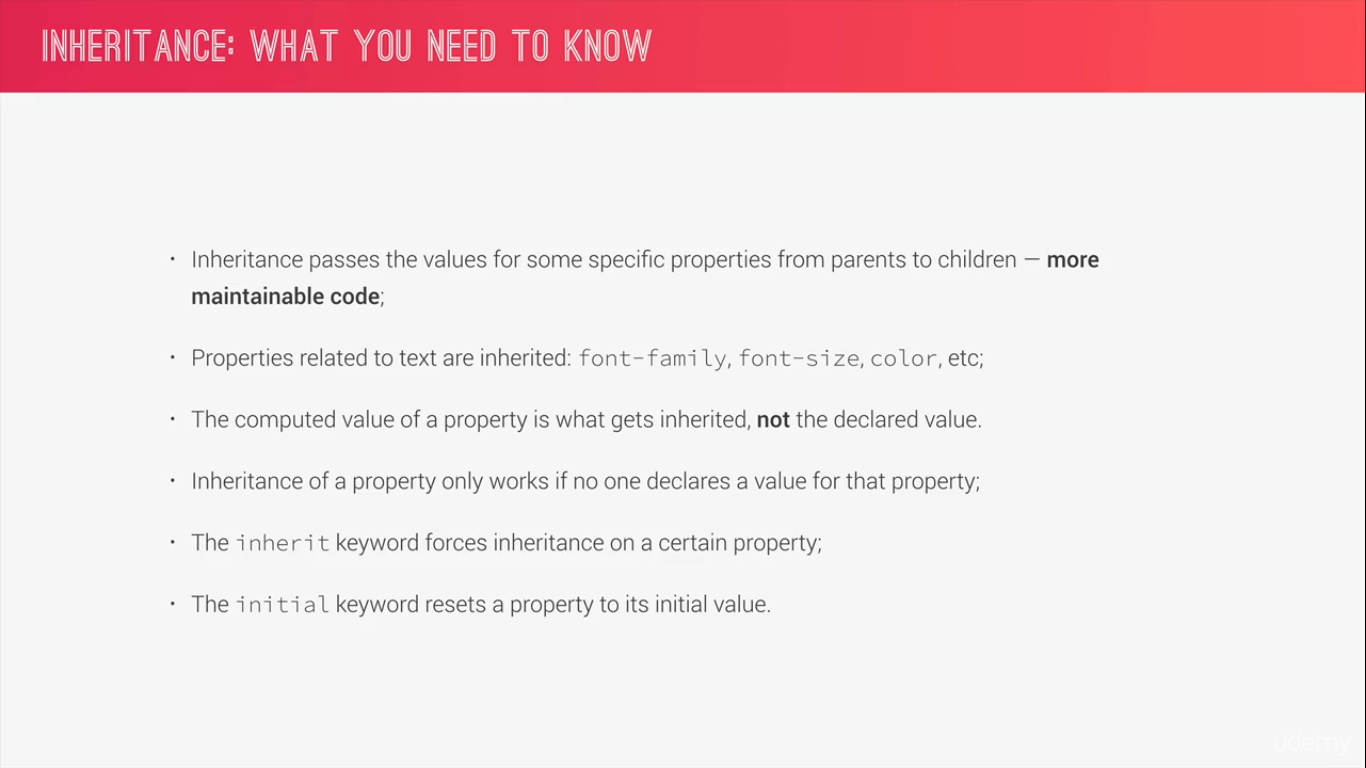 INHERITANCE: WHAT YOU NEED TO KNOW
• Inheritance passes the values for some specific properties from parents to children — more
maintainable code;
• Properties related to text are inherited: font-family, font-size, color, etc;
• The computed value of a property is what gets inherited, not the declared value.
• Inheritance of a property only works if no one declares a value for that property;
• The inherit keyword forces inheritance on a certain property;
• The initial keyword resets a property to its initial value.
udemy